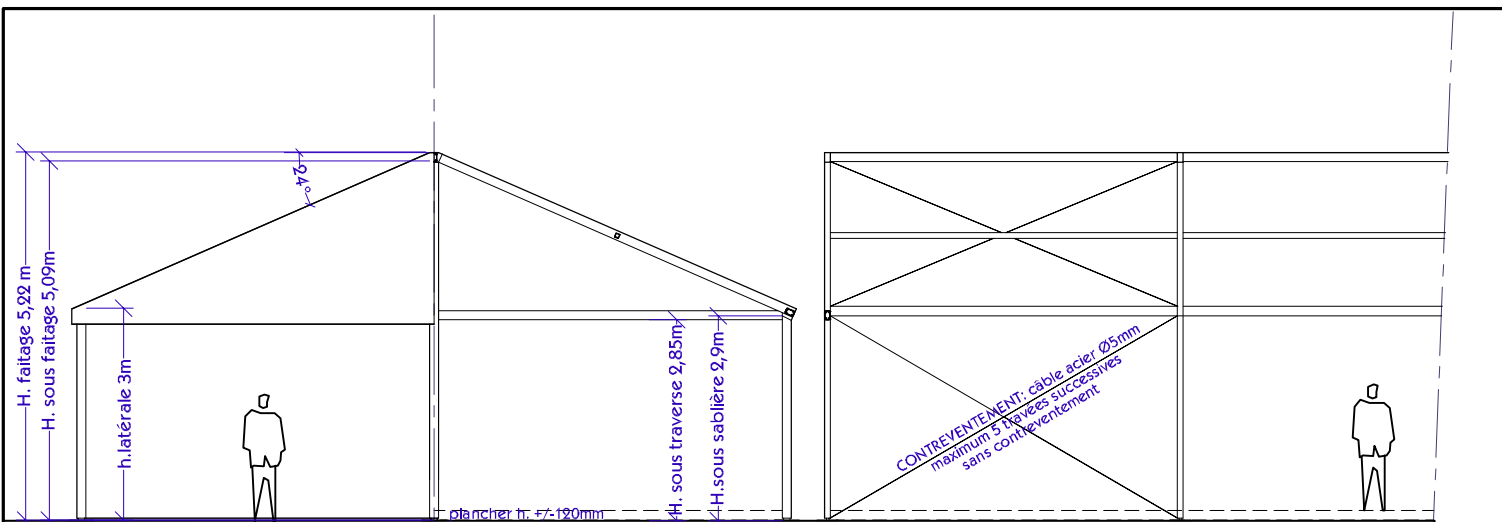 H. faitage 5,22 m
H. sous faitage 5,09m
h.latérale 3m
24°
plancher h. +/-120mm
H. sous traverse 2,85m
H.sous sablière 2,9m
CONTREVENTEMENT: câble acier Ø5mm
maximum 5 travées successives
sans contreventement